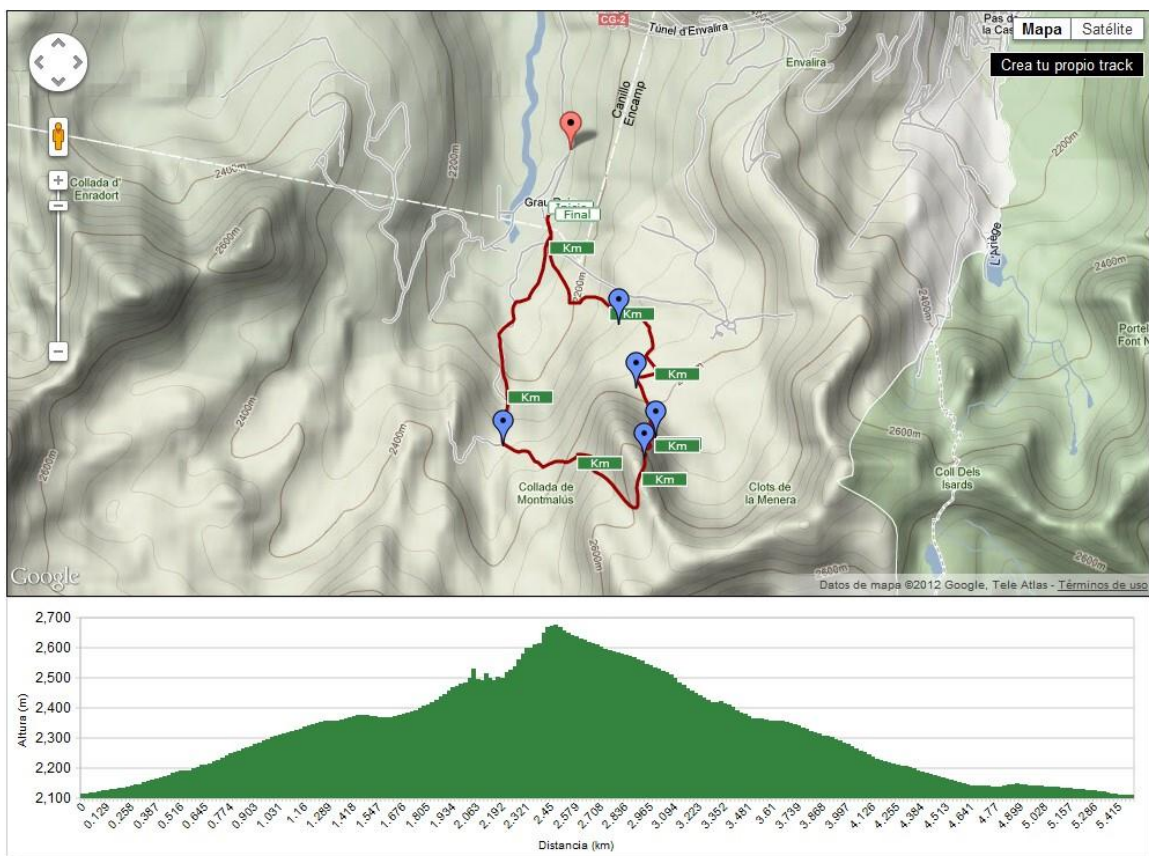 CG-2
Túnel d'Envalira
Pas de
la Cas
Mapa
Satélite
Envalira
Crea tu propio track
Canillo
Encamp
2200m
2200m
2400m
Collada d'
Enradort
2600m
Grau
Final
Km
2200m
L'Ariège
2400m
2400m
Km
Portel
Font N
Km
2400m
2400m
Km
2600m
Km
Km
Km
2600m
Collada de
Montmalús
Clots de
la Menera
Coll Dels
Isards
2600m
2600m
Google
Datos de mapa ©2012 Google, Tele Atlas - Términos de uso
2,700
2,600
2,500
2,400
2,300
2,200
2,100
Altura (m)
0 0.129 0.258 0.387 0.516 0.645 0.774 0.903 1.031 1.16 1.289 1.418 1.547 1.676 1.805 1.934 2.063 2.192 2.321 2.45 2.579 2.708 2.836 2.965 3.094 3.223 3.352 3.481 3.61 3.739 3.868 3.997 4.126 4.255 4.384 4.513 4.641 4.77 4.899 5.028 5.157 5.286 5.415
Distancia (km)